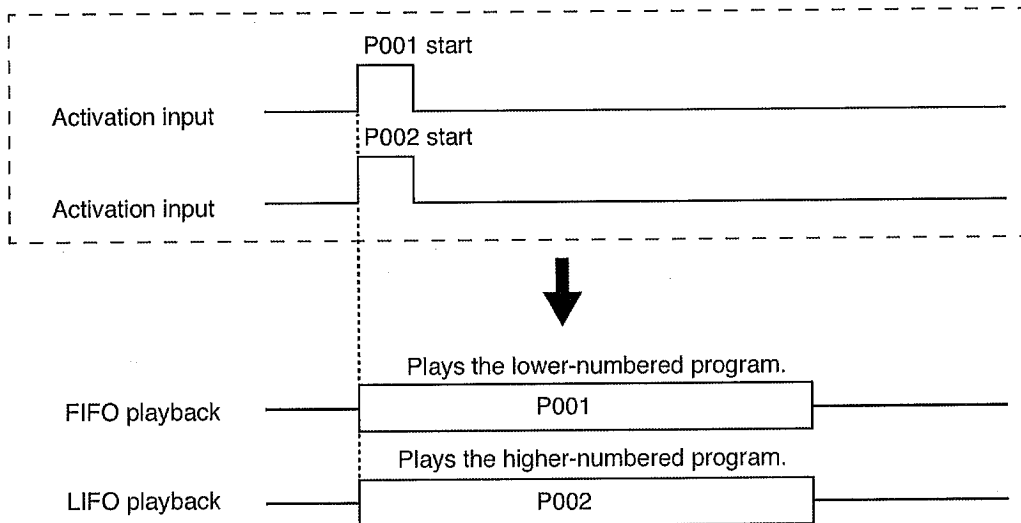 P001 start
Activation input
P002 start
Activation input
Plays the lower-numbered program.
FIFO playback
P001
Plays the higher-numbered program.
LIFO playback
P002